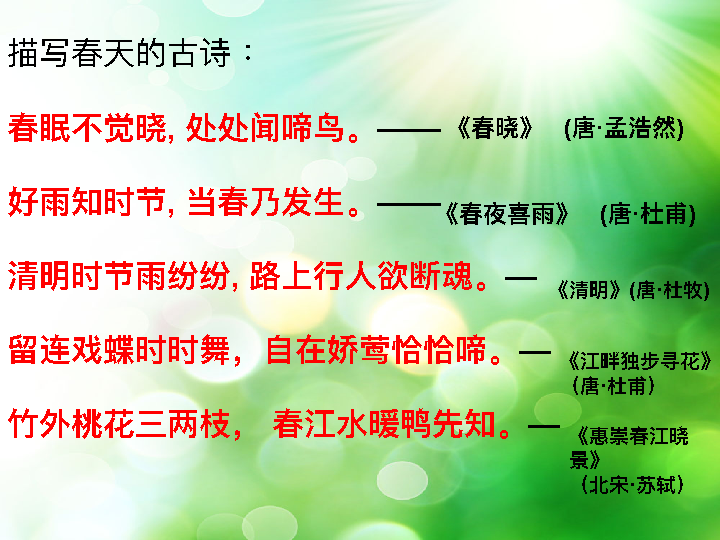 描写春天的古诗：
春眠不觉晓, 处处闻啼鸟。——《春晓》 (唐·孟浩然)
好雨知时节, 当春乃发生。——《春夜喜雨》 (唐·杜甫)
清明时节雨纷纷, 路上行人欲断魂。—《清明》(唐·杜牧)
留连戏蝶时时舞，自在娇莺恰恰啼。—《江畔独步寻花》
（唐·杜甫）
竹外桃花三两枝， 春江水暖鸭先知。—《惠崇春江晓
景》
（北宋·苏轼）